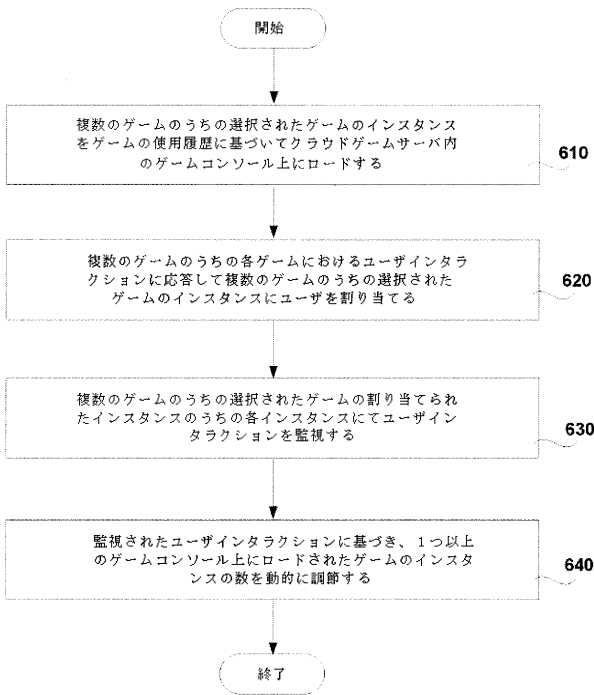 開始
複数のゲームのうちの選択されたゲームのインスタンス
をゲームの使用履歴に基づいてクラウドゲームサーバ内
のゲームコンソール上にロードする
610
複数のゲームのうちの各ゲームにおけるユーザインタラ
クションに応答して複数のゲームのうちの選択された
ゲームのインスタンスにユーザを割り当てる
620
複数のゲームのうちの選択されたゲームの割り当てられ
たインスタンスのうちの各インスタンスにてユーザイン
タラクションを監視する
630
監視されたユーザインタラクションに基づき、1つ以上
のゲームコンソール上にロードされたゲームのインスタ
ンスの数を動的に調節する
640
終了